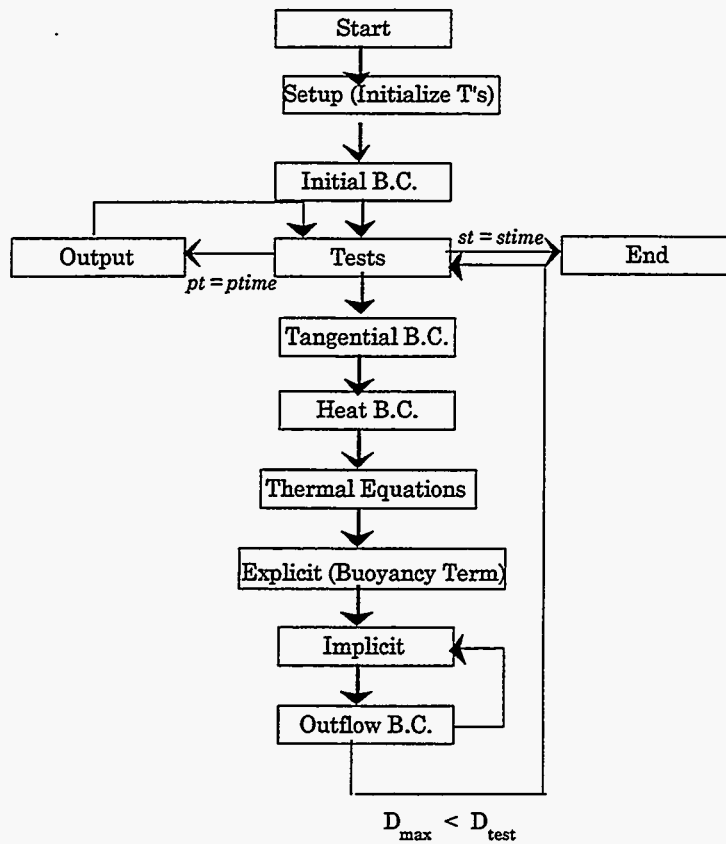 Start
Setup (Initialize T's)
Initial B.C.
Output
Tests
st = stime
End
pt = ptime
Tangential B.C.
Heat B.C.
Thermal Equations
Explicit (Buoyancy Term)
Implicit
Outflow B.C.
D_max < D_test